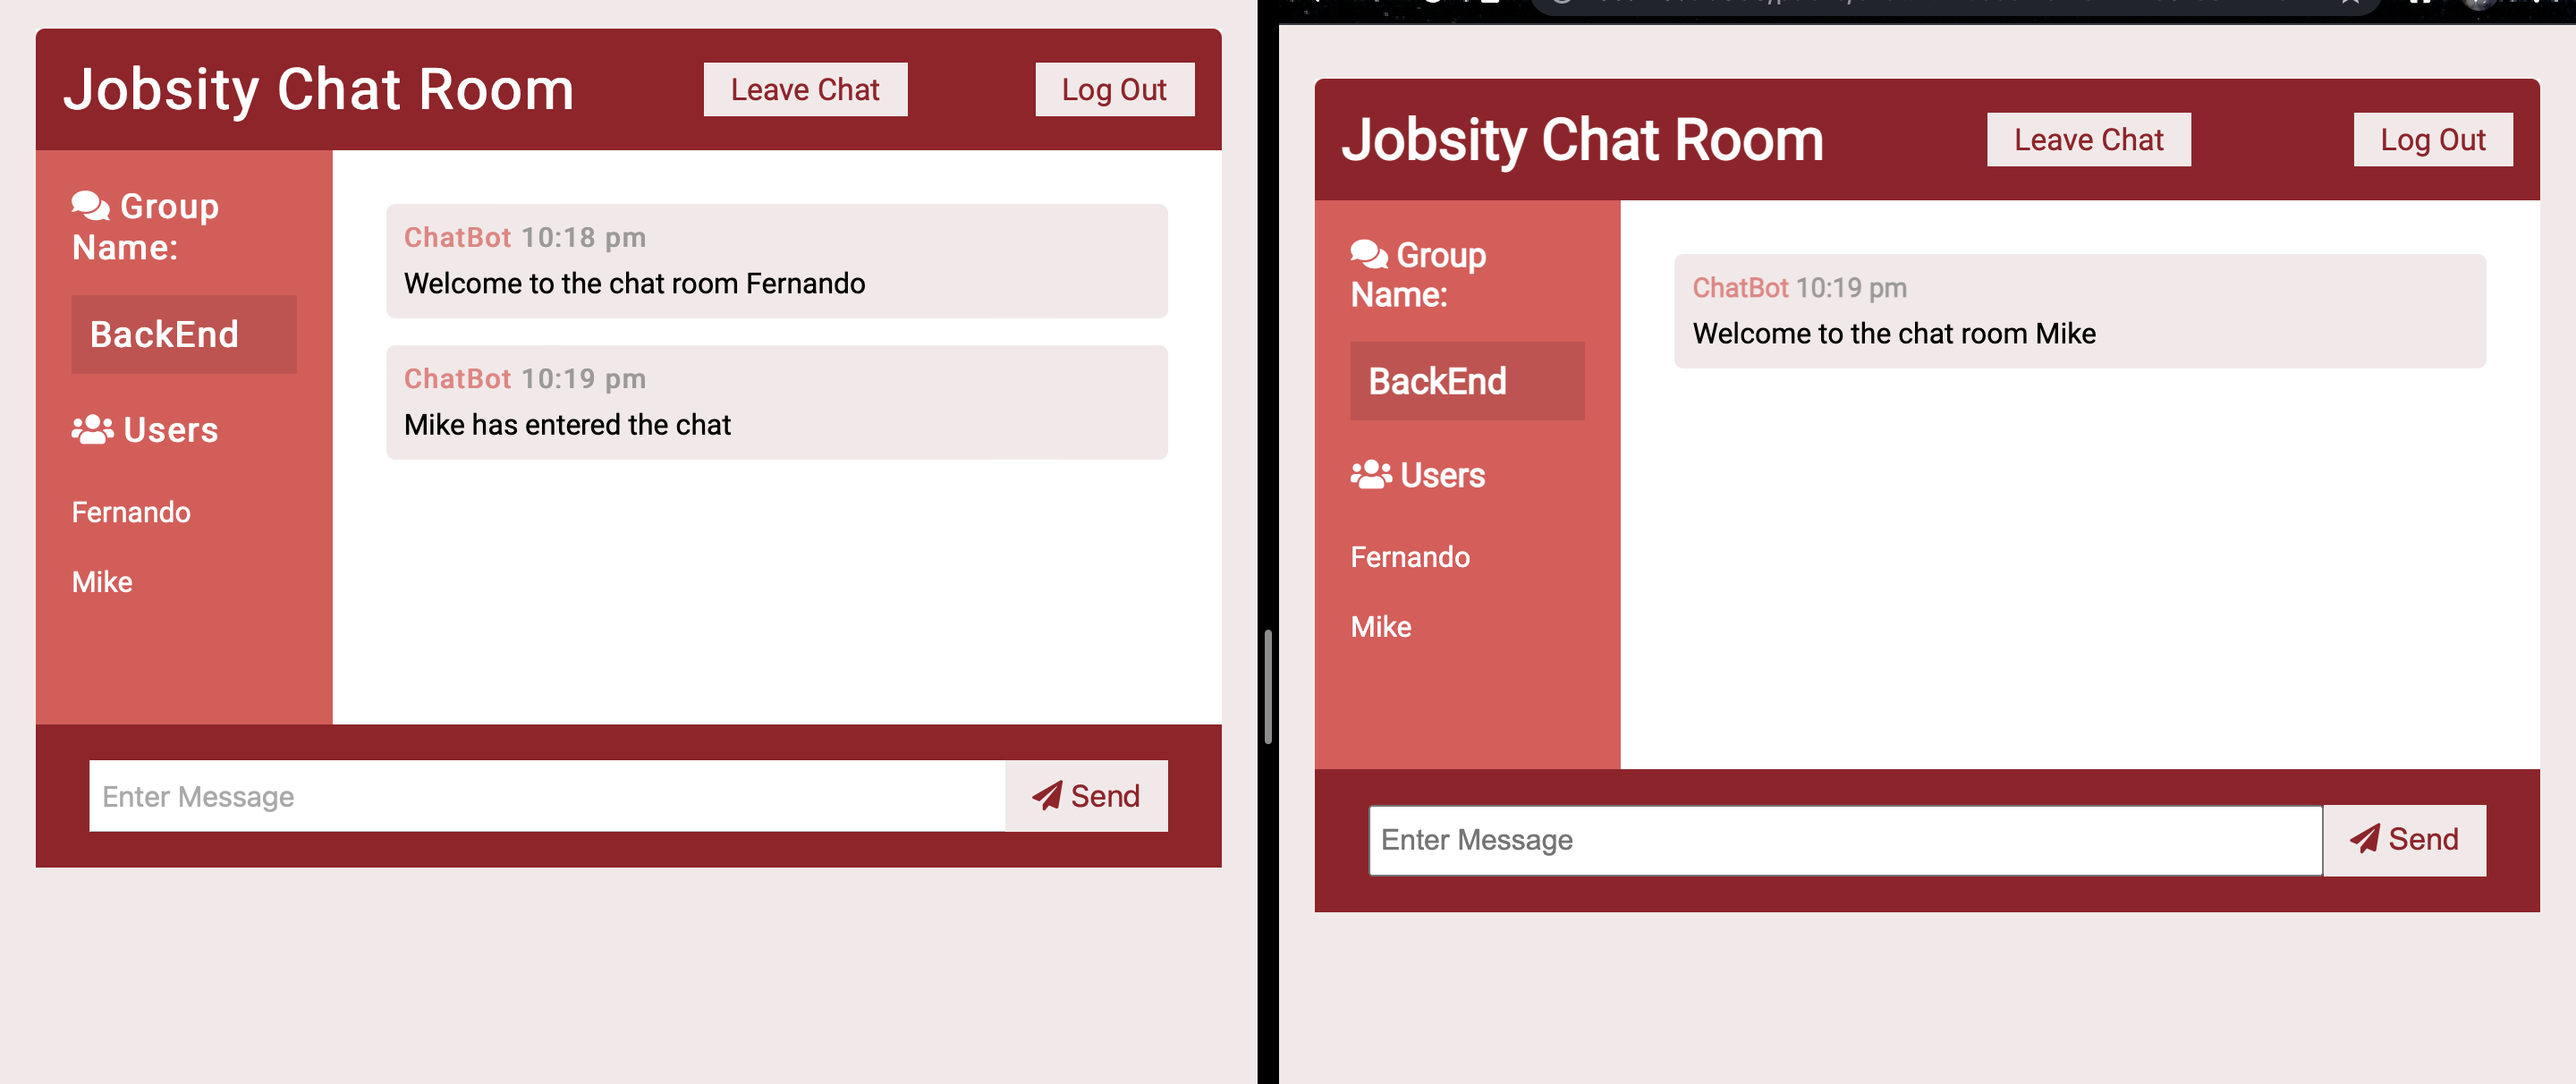 Jobsity Chat Room
Leave Chat
Log Out
Group
Name:
BackEnd
Users
Fernando
Mike
ChatBot 10:18 pm
Welcome to the chat room Fernando
ChatBot 10:19 pm
Mike has entered the chat
Enter Message
Send
Jobsity Chat Room
Leave Chat
Log Out
Group
Name:
BackEnd
Users
Fernando
Mike
ChatBot 10:19 pm
Welcome to the chat room Mike
Enter Message
Send